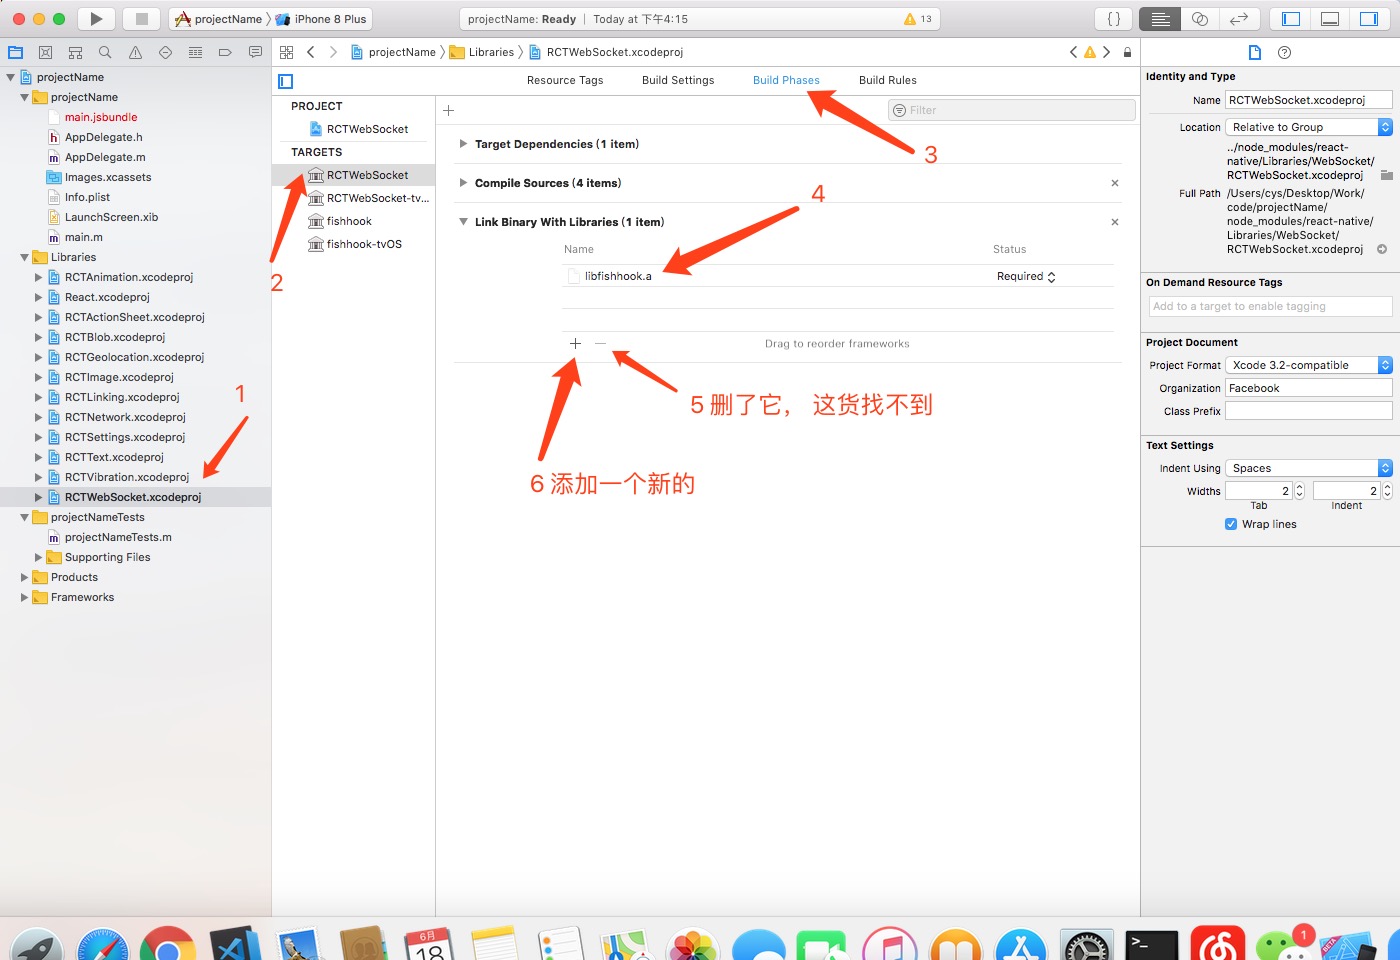 projectName
iPhone 8 Plus
projectName: Ready
Today at 下午4:15
13
projectName
Libraries
RCTWebSocket.xcodeproj
projectName
projectName
main.jsbundle
AppDelegate.h
AppDelegate.m
Images.xcassets
Info.plist
LaunchScreen.xib
main.m
Libraries
RCTAnimation.xcodeproj
React.xcodeproj
RCTActionSheet.xcodeproj
RCTBlob.xcodeproj
RCTGeolocation.xcodeproj
RCTImage.xcodeproj
RCTLinking.xcodeproj
RCTNetwork.xcodeproj
RCTSettings.xcodeproj
RCTText.xcodeproj
RCTVibration.xcodeproj
RCTWebSocket.xcodeproj
projectNameTests
projectNameTests.m
Supporting Files
Products
Frameworks
1
Resource Tags
Build Settings
Build Phases
Build Rules
PROJECT
RCTWebSocket
TARGETS
RCTWebSocket
RCTWebSocket-tv...
fishhook
fishhook-tvOS
2
Filter
Target Dependencies (1 item)
3
Compile Sources (4 items)
4
Link Binary With Libraries (1 item)
Name
Status
libfishhook.a
Required
Drag to reorder frameworks
5 删了它， 这货找不到
6 添加一个新的
Identity and Type
Name RCTWebSocket.xcodeproj
Location Relative to Group
../node_modules/react-
native/Libraries/WebSocket/
RCTWebSocket.xcodeproj
Full Path /Users/cys/Desktop/Work/
code/projectName/
node_modules/react-native/
Libraries/WebSocket/
RCTWebSocket.xcodeproj
On Demand Resource Tags
Add to a target to enable tagging
Project Document
Project Format Xcode 3.2-compatible
Organization Facebook
Class Prefix
Text Settings
Indent Using Spaces
Widths 2 2
Tab Indent
Wrap lines
6月
18
1
BETA